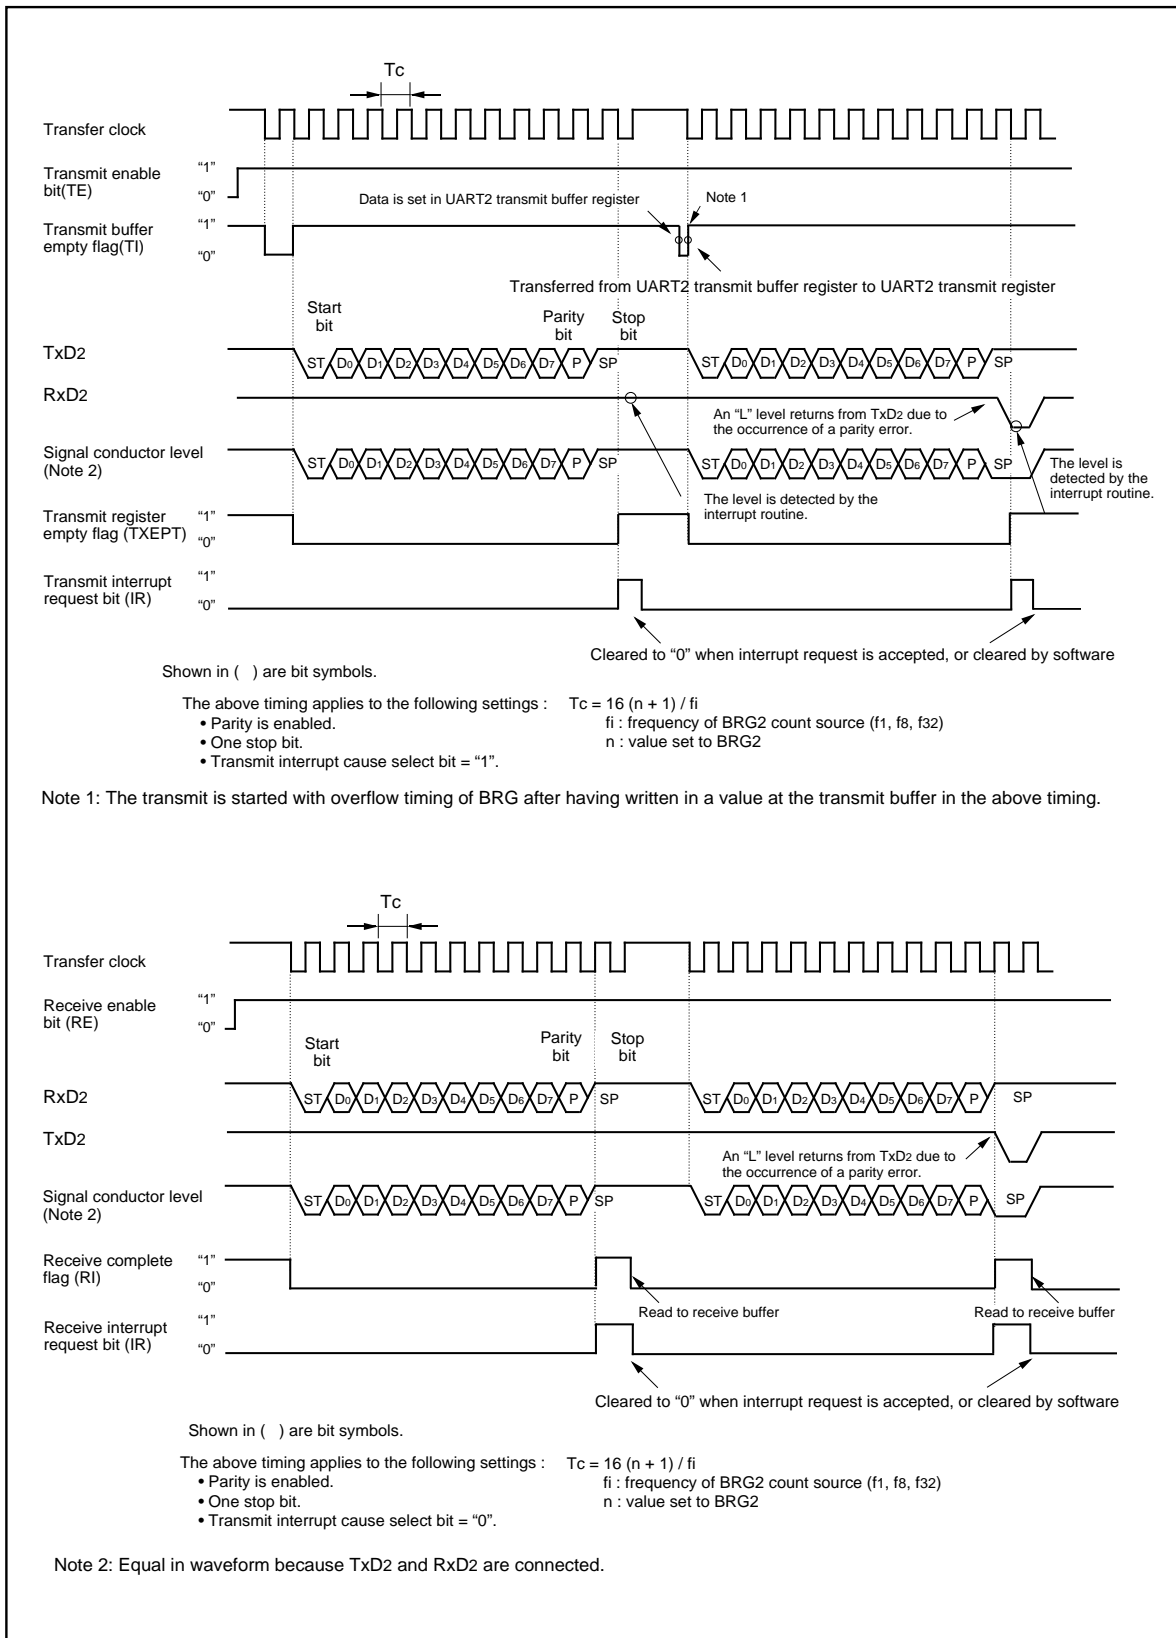 Tc
Transfer clock
Transmit enable
bit(TE)
“1”
“0”
Data is set in UART2 transmit buffer register
Note 1
Transmit buffer
empty flag(TI)
“1”
“0”
Transferred from UART2 transmit buffer register to UART2 transmit register
Start
bit
Parity
bit
Stop
bit
TxD2
ST D0 D1 D2 D3 D4 D5 D6 D7 P SP
ST D0 D1 D2 D3 D4 D5 D6 D7 P SP
RxD2
An “L” level returns from TxD2 due to
the occurrence of a parity error.
Signal conductor level
(Note 2)
ST D0 D1 D2 D3 D4 D5 D6 D7 P SP
ST D0 D1 D2 D3 D4 D5 D6 D7 P SP
The level is
detected by the
interrupt routine.
The level is detected by the
interrupt routine.
Transmit register
empty flag (TXEPT)
“1”
“0”
Transmit interrupt
request bit (IR)
“1”
“0”
Cleared to “0” when interrupt request is accepted, or cleared by software
Shown in ( ) are bit symbols.
The above timing applies to the following settings :
• Parity is enabled.
• One stop bit.
• Transmit interrupt cause select bit = “1”.
Tc = 16 (n + 1) / fi
fi : frequency of BRG2 count source (f1, f8, f32)
n : value set to BRG2
Note 1: The transmit is started with overflow timing of BRG after having written in a value at the transmit buffer in the above timing.
Tc
Transfer clock
Receive enable
bit (RE)
“1”
“0”
Start
bit
Parity
bit
Stop
bit
RxD2
ST D0 D1 D2 D3 D4 D5 D6 D7 P SP
ST D0 D1 D2 D3 D4 D5 D6 D7 P SP
TxD2
An “L” level returns from TxD2 due to
the occurrence of a parity error.
Signal conductor level
(Note 2)
ST D0 D1 D2 D3 D4 D5 D6 D7 P SP
ST D0 D1 D2 D3 D4 D5 D6 D7 P SP
Receive complete
flag (RI)
“1”
“0”
Read to receive buffer
Read to receive buffer
Receive interrupt
request bit (IR)
“1”
“0”
Cleared to “0” when interrupt request is accepted, or cleared by software
Shown in ( ) are bit symbols.
The above timing applies to the following settings :
• Parity is enabled.
• One stop bit.
• Transmit interrupt cause select bit = “0”.
Tc = 16 (n + 1) / fi
fi : frequency of BRG2 count source (f1, f8, f32)
n : value set to BRG2
Note 2: Equal in waveform because TxD2 and RxD2 are connected.